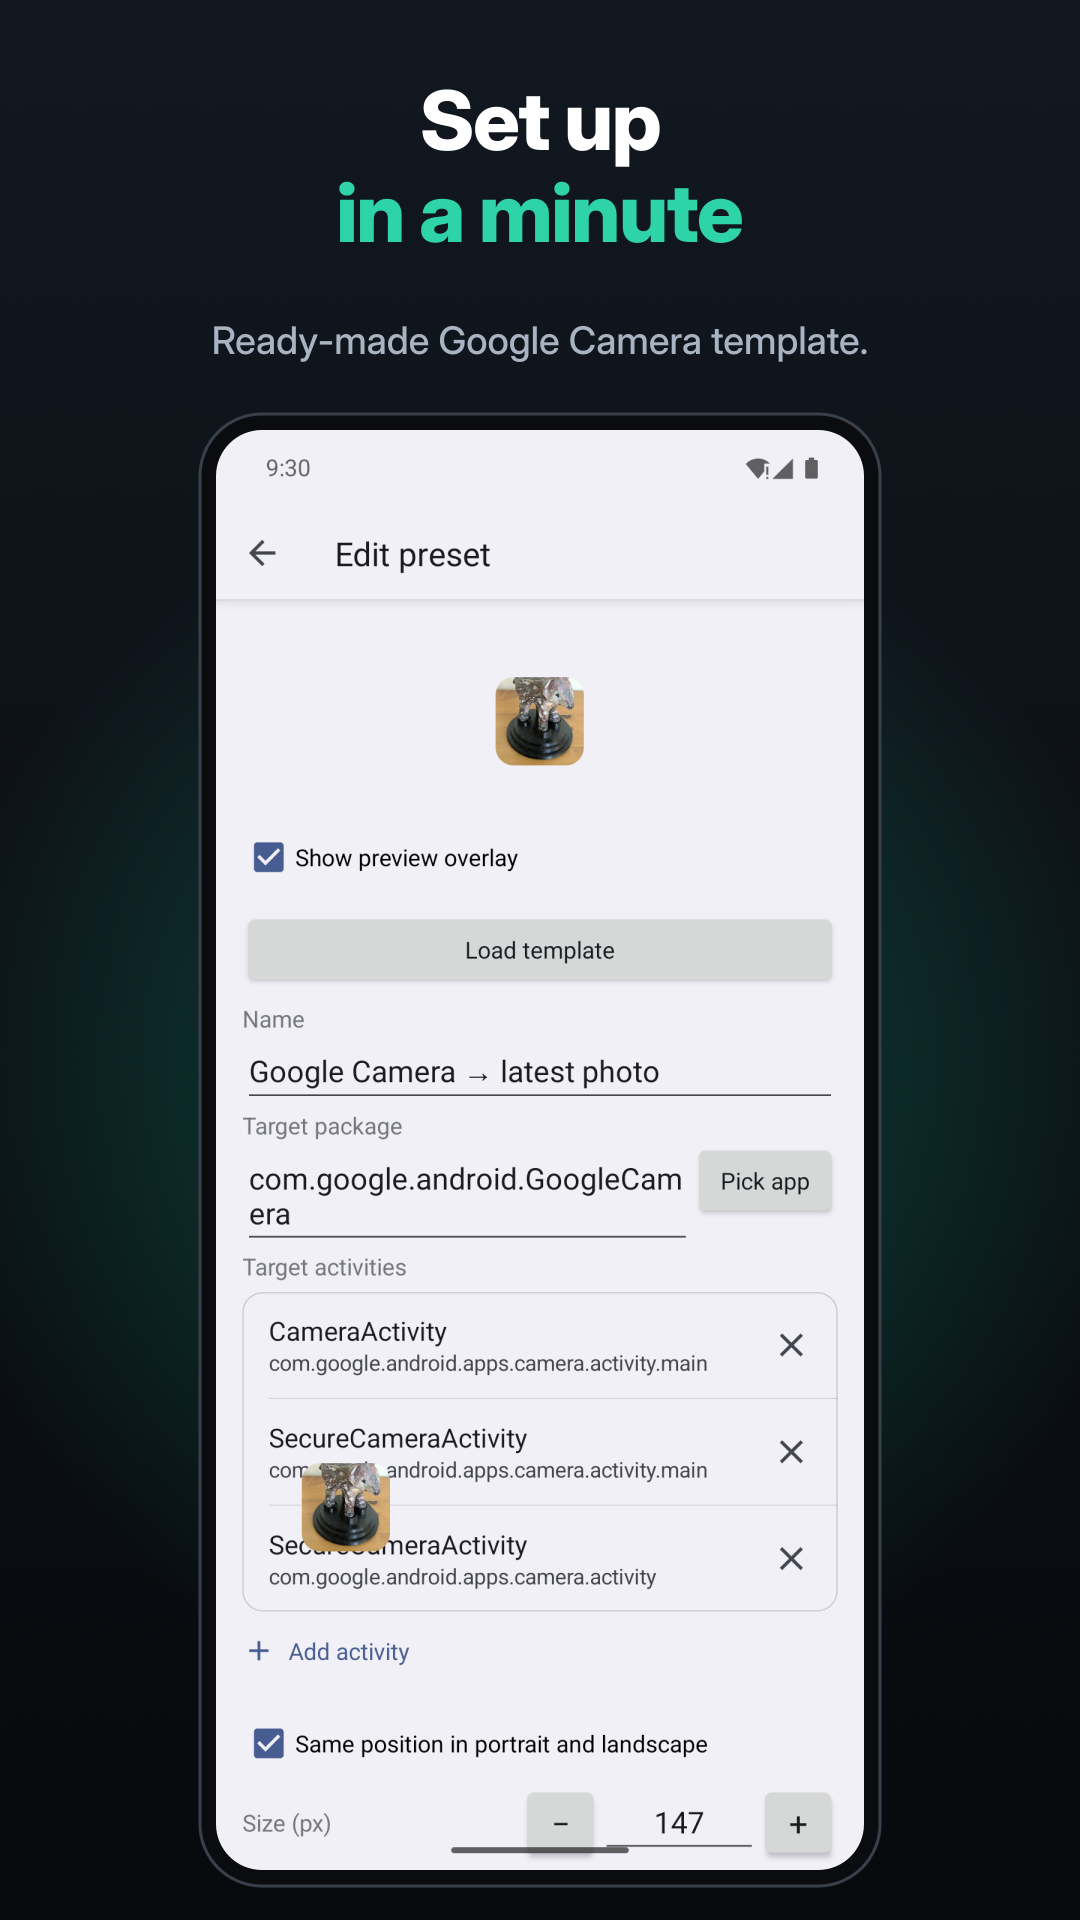 Set up
in a minute
Ready-made Google Camera template.
9:30
Edit preset
Show preview overlay
Load template
Name
Google Camera → latest photo
Target package
com.google.android.GoogleCam
era
Pick app
Target activities
CameraActivity
com.google.android.apps.camera.activity.main
SecureCameraActivity
com android.apps.camera.activity.main
SecureCameraActivity
com.google.android.apps.camera.activity
+ Add activity
Same position in portrait and landscape
Size (px)
−
147
+